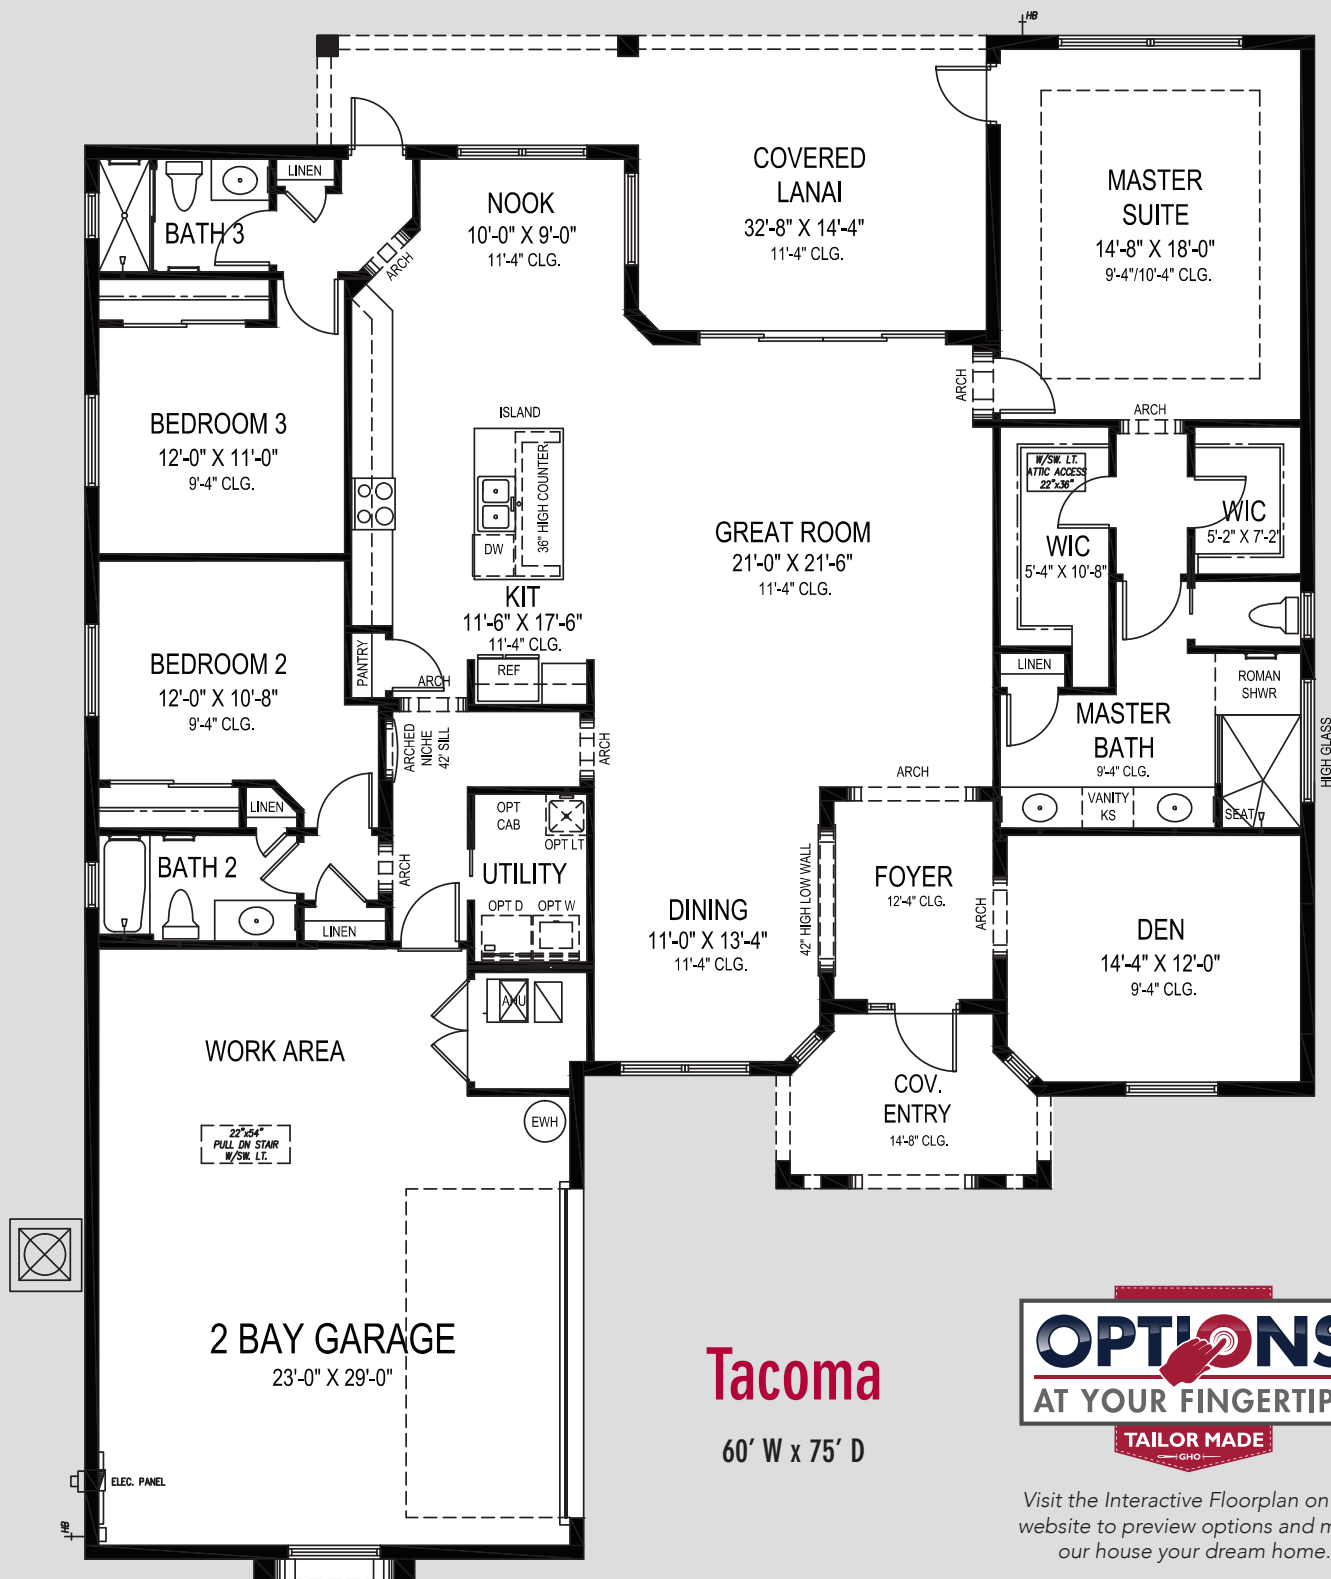 HB
COVERED
LANAI
32'-8" X 14'-4"
11'-4" CLG.
MASTER
SUITE
14'-8" X 18'-0"
9'-4"/10'-4" CLG.
LINEN
BATH 3
NOOK
10'-0" X 9'-0"
11'-4" CLG.
ARCH
BEDROOM 3
12'-0" X 11'-0"
9'-4" CLG.
ISLAND
36" HIGH COUNTER
DW
KIT
11'-6" X 17'-6"
11'-4" CLG.
REF
PANTRY
ARCH
GREAT ROOM
21'-0" X 21'-6"
11'-4" CLG.
ARCH
ARCH
W/SW. LT.
ATTIC ACCESS
22"x36"
WIC
5'-4" X 10'-8"
WIC
5'-2" X 7'-2"
LINEN
ROMAN
SHWR
MASTER
BATH
9'-4" CLG.
VANITY
KS
SEAT
HIGH GLASS
BEDROOM 2
12'-0" X 10'-8"
9'-4" CLG.
ARCHED
NICHE
42' SILL
ARCH
LINEN
BATH 2
LINEN
ARCH
OPT
CAB
OPT LT
UTILITY
OPT D
OPT W
ARCH
42" HIGH LOW WALL
FOYER
12'-4" CLG.
ARCH
DINING
11'-0" X 13'-4"
11'-4" CLG.
DEN
14'-4" X 12'-0"
9'-4" CLG.
AHU
WORK AREA
22"x54"
PULL DN STAIR
W/SW. LT.
EWH
COV.
ENTRY
14'-8" CLG.
2 BAY GARAGE
23'-0" X 29'-0"
ELEC. PANEL
HB
Tacoma
60' W x 75' D
OPTIONS
AT YOUR FINGERTIP
TAILOR MADE
GHO
Visit the Interactive Floorplan on
website to preview options and m
our house your dream home.